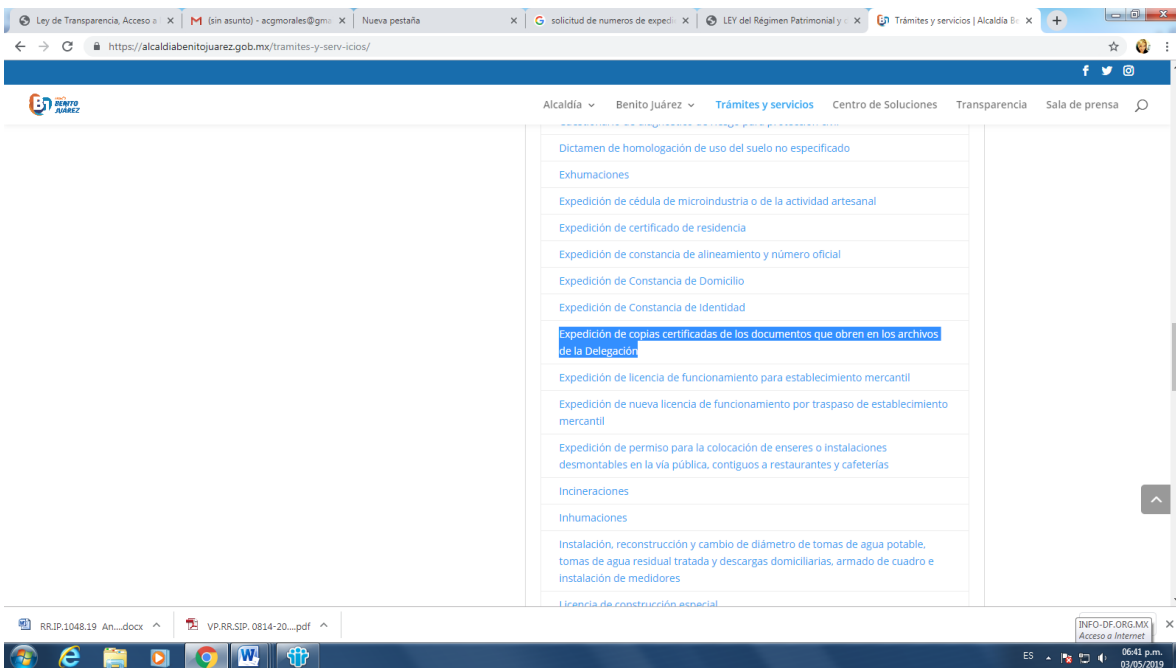 Ley de Transparencia, Acceso a
(sin asunto) - acgmorales@gma
Nueva pestaña
solicitud de numeros de expedie
LEY del Régimen Patrimonial y
Trámites y servicios | Alcaldía Be
https://alcaldiabenitojuarez.gob.mx/tramites-y-serv-icios/
BENITO
JUÁREZ
Alcaldía
Benito Juárez
Trámites y servicios
Centro de Soluciones
Transparencia
Sala de prensa
Dictamen de homologación de uso del suelo no especificado
Exhumaciones
Expedición de cédula de microindustria o de la actividad artesanal
Expedición de certificado de residencia
Expedición de constancia de alineamiento y número oficial
Expedición de Constancia de Domicilio
Expedición de Constancia de Identidad
Expedición de copias certificadas de los documentos que obren en los archivos
de la Delegación
Expedición de licencia de funcionamiento para establecimiento mercantil
Expedición de nueva licencia de funcionamiento por traspaso de establecimiento
mercantil
Expedición de permiso para la colocación de enseres o instalaciones
desmontables en la vía pública, contiguos a restaurantes y cafeterías
Incineraciones
Inhumaciones
Instalación, reconstrucción y cambio de diámetro de tomas de agua potable,
tomas de agua residual tratada y descargas domiciliarias, armado de cuadro e
instalación de medidores
Licencia de construcción especial
RR.IP.1048.19 An....docx
VP.RR.SIP. 0814-20....pdf
INFO-DF.ORG.MX
Acceso a Internet
ES
06:41 p.m.
03/05/2019